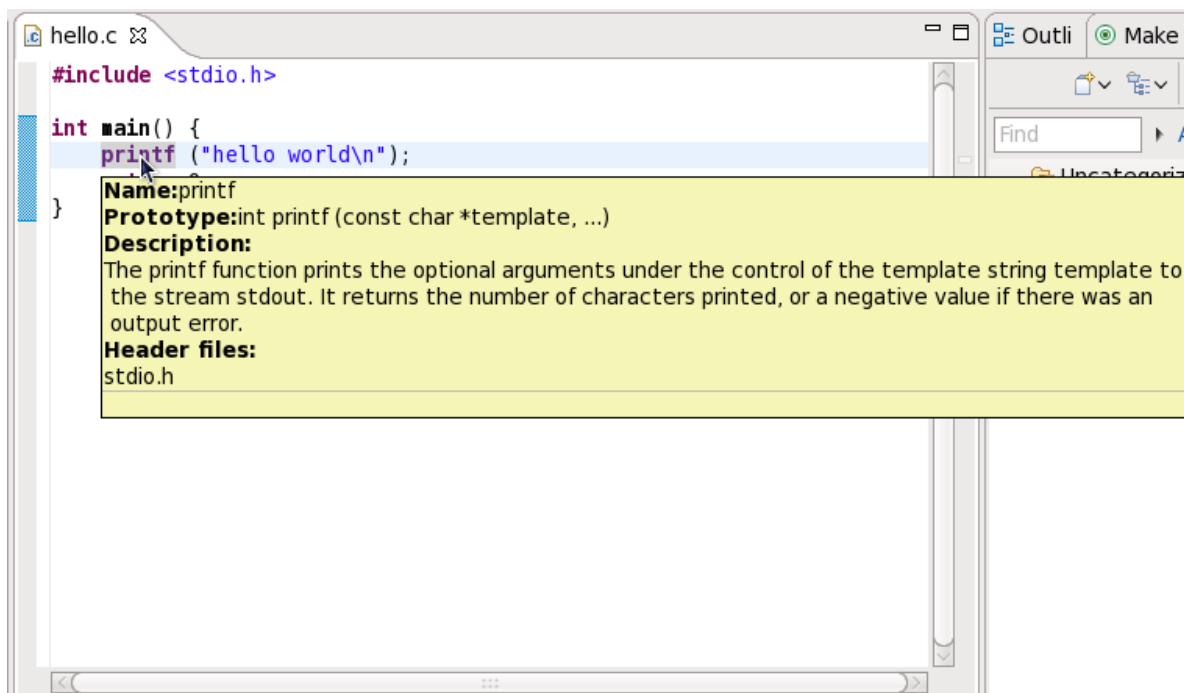 hello.c
Outli
Make
#include <stdio.h>
Find
int main() {
printf ("hello world\n");
}
Name:printf
Prototype:int printf (const char *template, ...)
Description:
The printf function prints the optional arguments under the control of the template string template to
the stream stdout. It returns the number of characters printed, or a negative value if there was an
output error.
Header files:
stdio.h